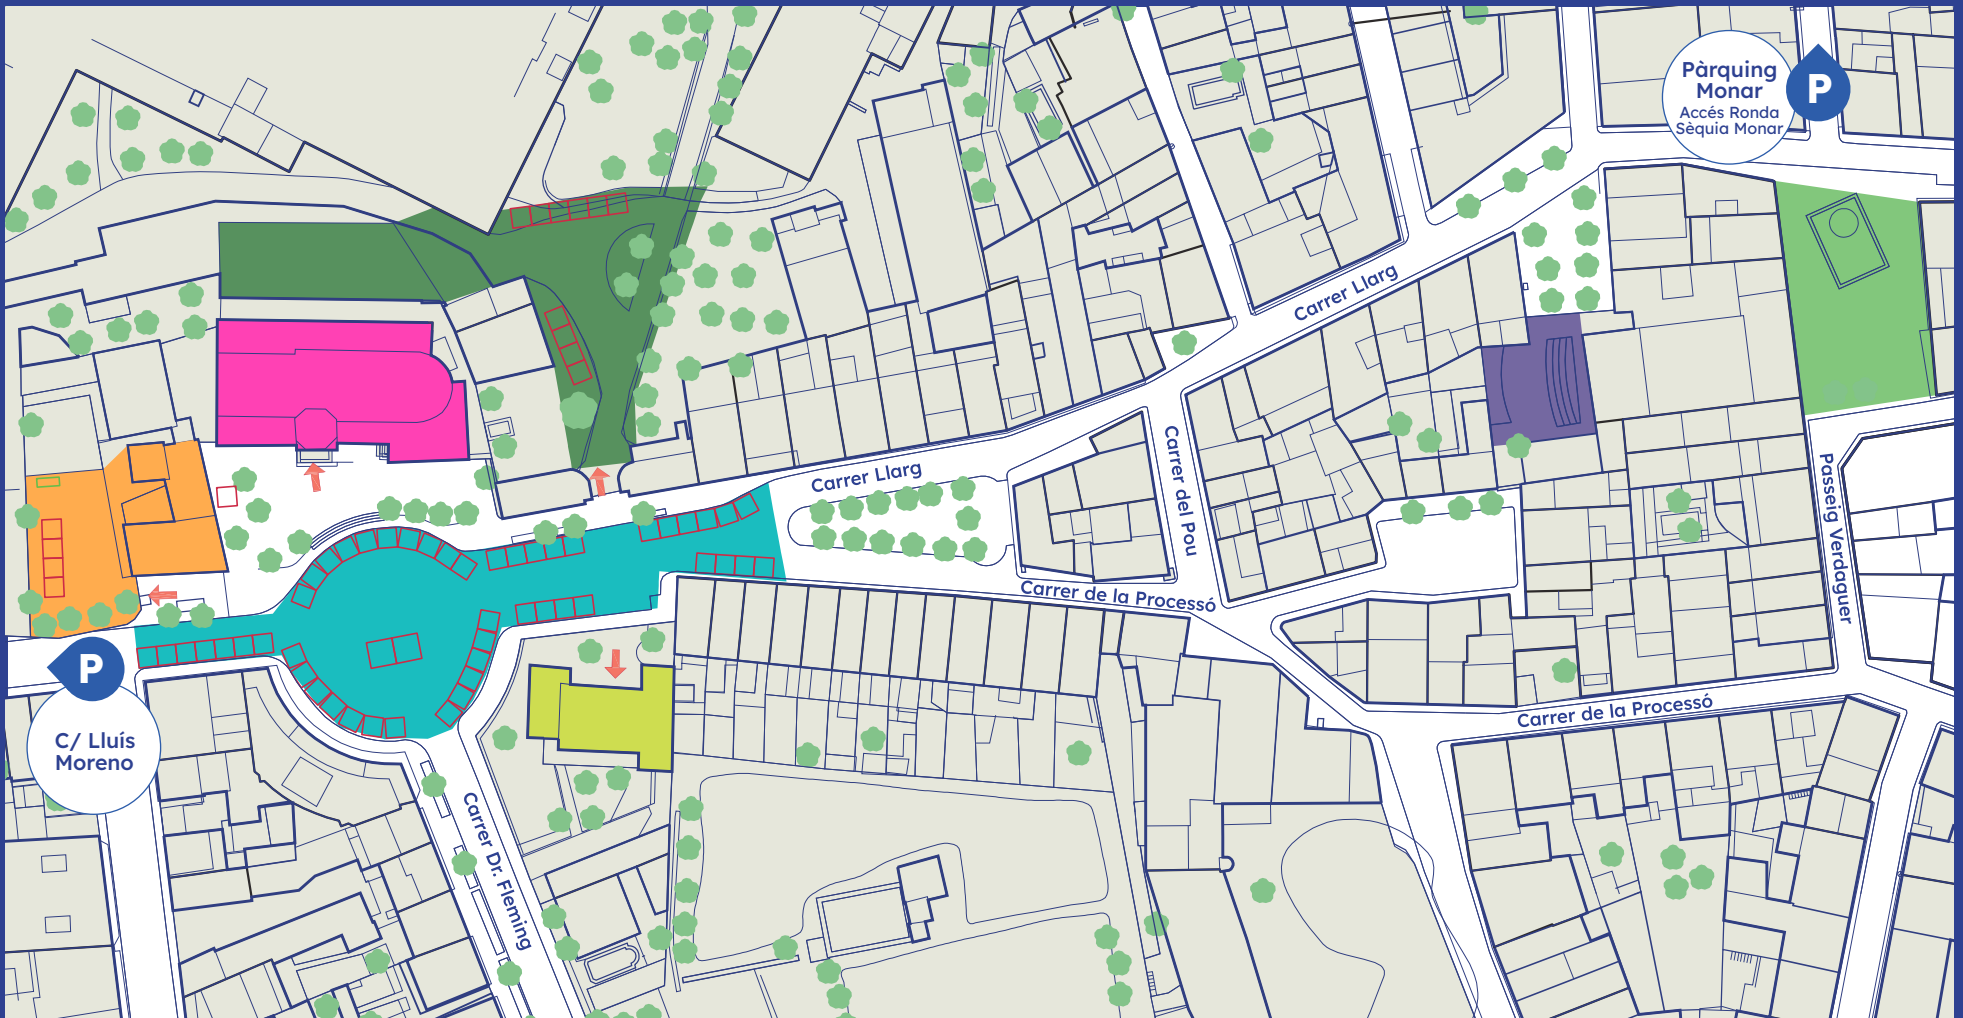 Pàrquing
Monar
Accés Ronda
Sèquia Monar
P
Carrer Llarg
Carrer Llarg
Carrer del Pou
Passeig Verdaguer
Carrer de la Processó
Carrer de la Processó
P
C/ Lluís
Moreno
Carrer Dr. Fleming